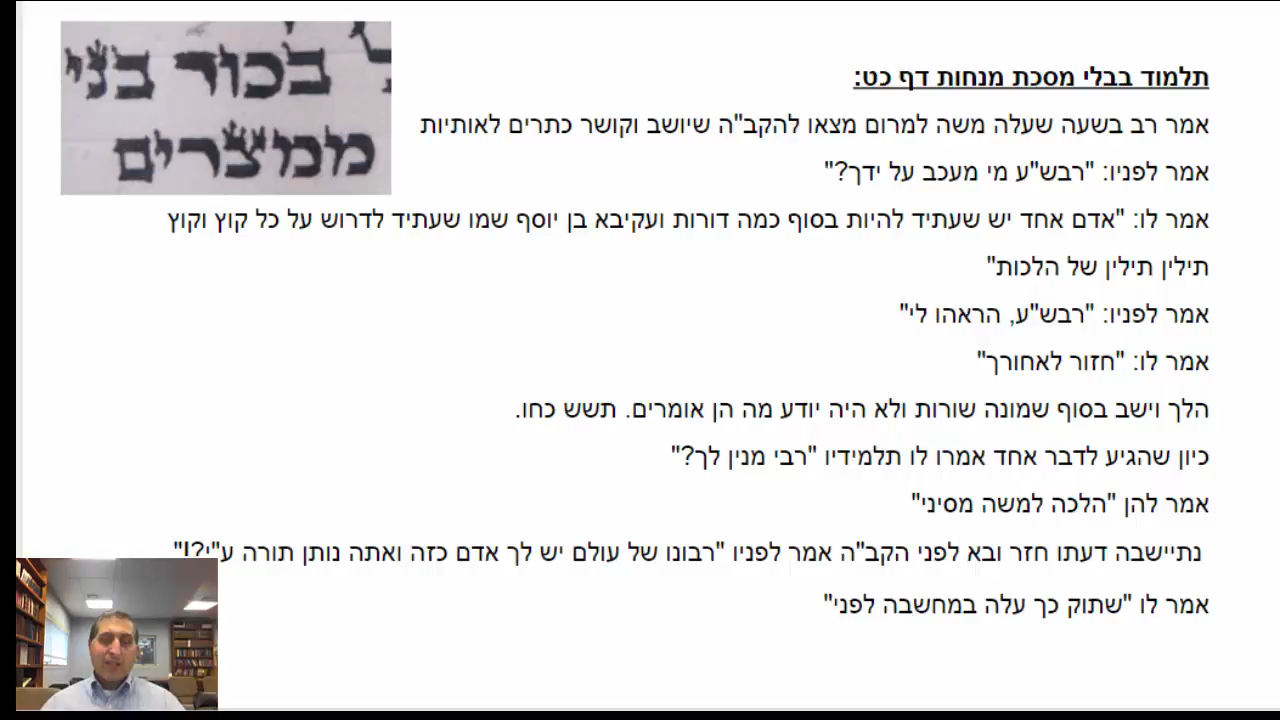 תלמוד בבלי מסכת מנחות דף כט:
בכור בני
ממצרים
אמר רב בשעה שעלה משה למרום מצאו להקב"ה שיושב וקושר כתרים לאותיות
אמר לפניו: "רבש"ע מי מעכב על ידך?"
אמר לו: "אדם אחד יש שעתיד להיות בסוף כמה דורות ועקיבא בן יוסף שמו שעתיד לדרוש על כל קוץ וקוץ
תילין תילין של הלכות"
אמר לפניו: "רבש"ע, הראהו לי"
אמר לו: "חזור לאחורך"
הלך וישב בסוף שמונה שורות ולא היה יודע מה הן אומרים. תשש כחו.
כיון שהגיע לדבר אחד אמרו לו תלמידיו "רבי מנין לך?"
אמר להן "הלכה למשה מסיני"
נתיישבה דעתו חזר ובא לפני הקב"ה אמר לפניו "רבונו של עולם יש לך אדם כזה ואתה נותן תורה ע"י?!"
אמר לו "שתוק כך עלה במחשבה לפני"